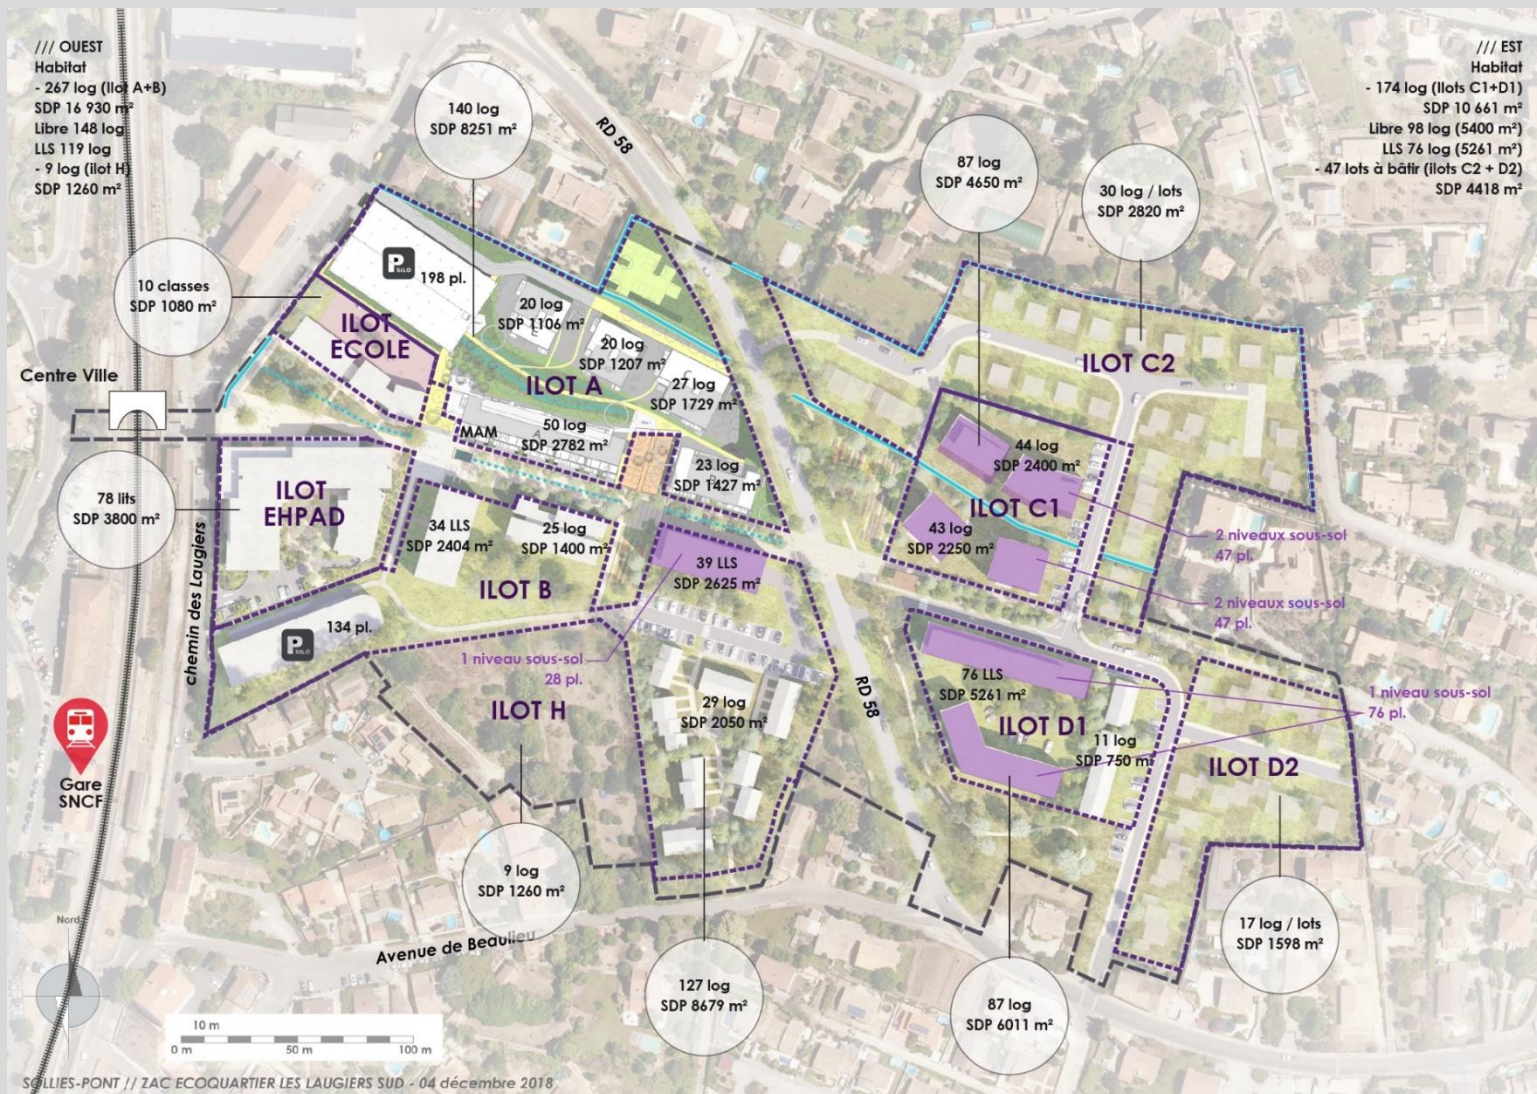 /// OUEST
Habitat
- 267 log (Ilot A+B)
SDP 16 930 m²
Libre 148 log
LLS 119 log
- 9 log (ilot H)
SDP 1260 m²
/// EST
Habitat
- 174 log (Ilots C1+D1)
SDP 10 661 m²
Libre 98 log (5400 m²)
LLS 76 log (5261 m²)
- 47 lots à bâtir (ilots C2 + D2)
SDP 4418 m²
140 log
SDP 8251 m²
RD 58
87 log
SDP 4650 m²
30 log / lots
SDP 2820 m²
10 classes
SDP 1080 m²
P
SILO
198 pl.
ILOT
ECOLE
20 log
SDP 1106 m²
20 log
SDP 1207 m²
ILOT A
27 log
SDP 1729 m²
ILOT C2
Centre Ville
MAM
50 log
SDP 2782 m²
23 log
SDP 1427 m²
44 log
SDP 2400 m²
ILOT C1
43 log
SDP 2250 m²
78 lits
SDP 3800 m²
ILOT
EHPAD
34 LLS
SDP 2404 m²
25 log
SDP 1400 m²
ILOT B
39 LLS
SDP 2625 m²
2 niveaux sous-sol
47 pl.
2 niveaux sous-sol
47 pl.
chemin des Laugiers
P
SILO
134 pl.
1 niveau sous-sol
28 pl.
ILOT H
29 log
SDP 2050 m²
RD 58
76 LLS
SDP 5261 m²
ILOT D1
11 log
SDP 750 m²
1 niveau sous-sol
76 pl.
ILOT D2
Gare
SNCF
9 log
SDP 1260 m²
17 log / lots
SDP 1598 m²
Nord
Avenue de Beaulieu
127 log
SDP 8679 m²
87 log
SDP 6011 m²
10 m
0 m
50 m
100 m
SOLLIES-PONT // ZAC ECOQUARTIER LES LAUGIERS SUD - 04 décembre 2018